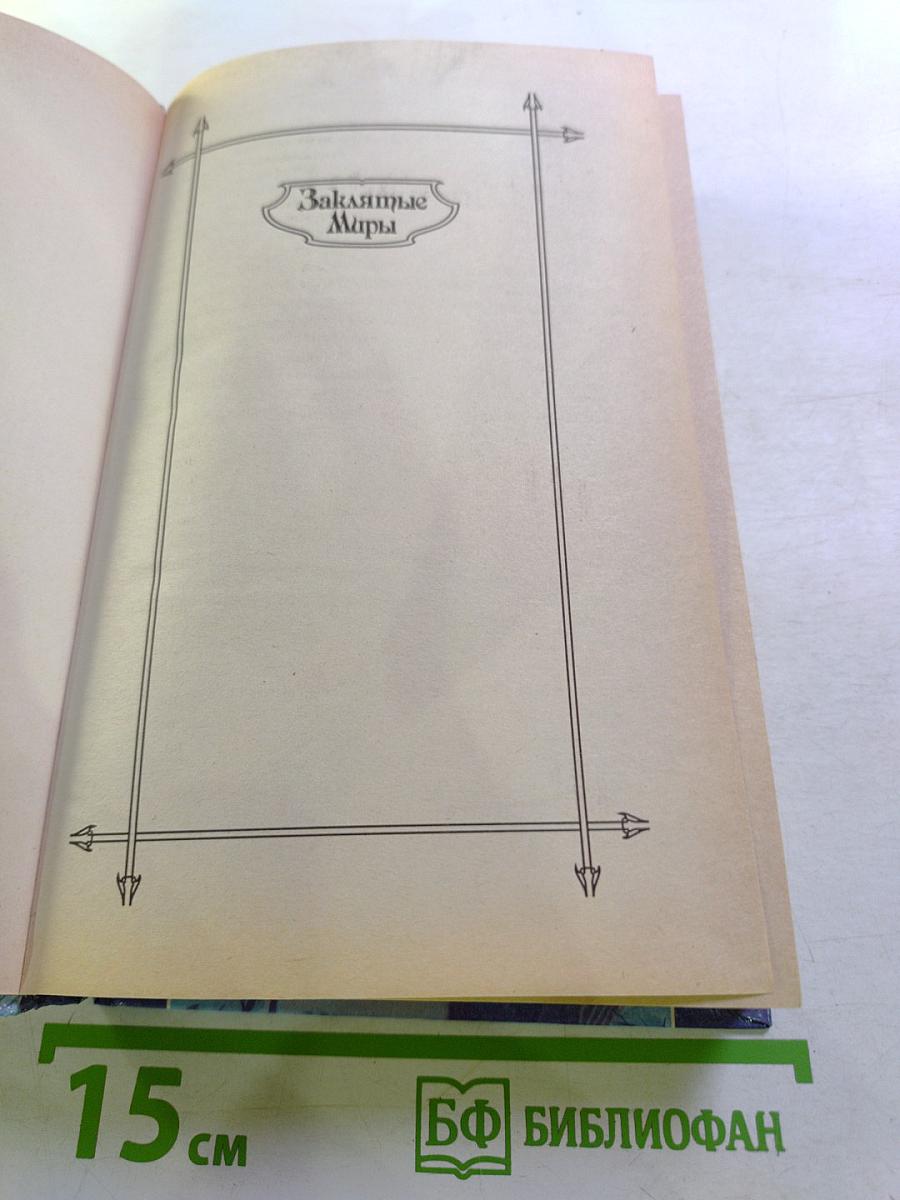 Заклятые
Миры
15 см
БФ БИБЛИОФАН